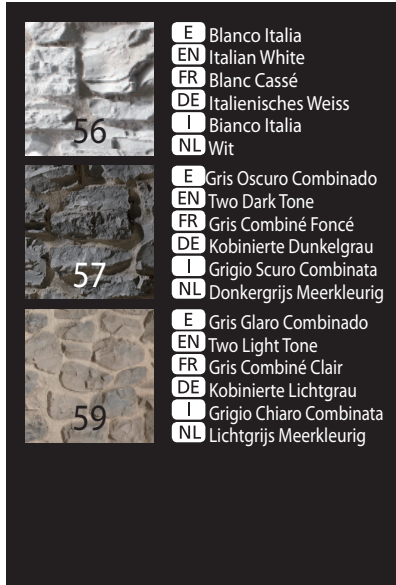 56
E Blanco Italia
EN Italian White
FR Blanc Cassé
DE Italienisches Weiss
I Bianco Italia
NL Wit
57
E Gris Oscuro Combinado
EN Two Dark Tone
FR Gris Combiné Foncé
DE Kobinierte Dunkelgrau
I Grigio Scuro Combinata
NL Donkergrijs Meerkleurig
59
E Gris Glaro Combinado
EN Two Light Tone
FR Gris Combiné Clair
DE Kobinierte Lichtgrau
I Grigio Chiaro Combinata
NL Lichtgrijs Meerkleurig